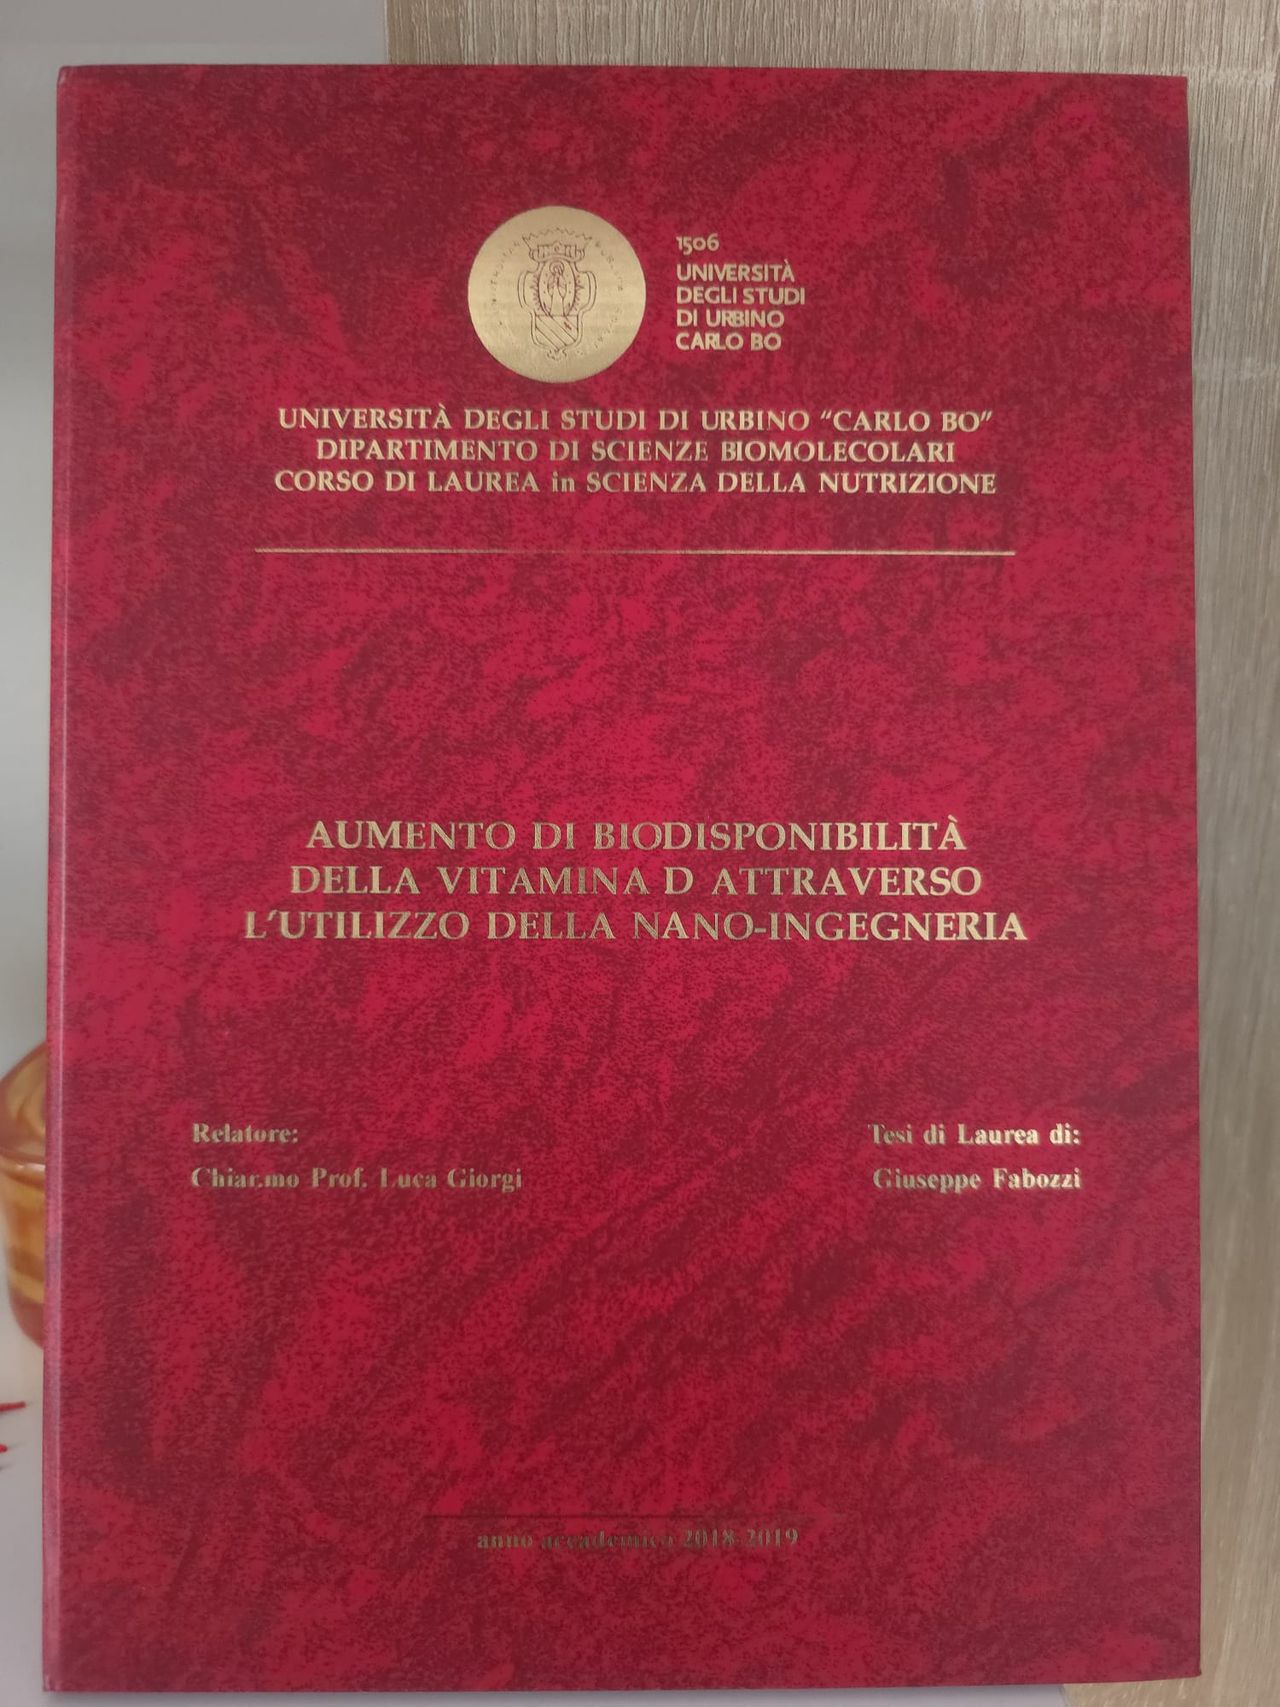 1506
UNIVERSITÀ
DEGLI STUDI
DI URBINO
CARLO BO
UNIVERSITÀ DEGLI STUDI DI URBINO "CARLO BO"
DIPARTIMENTO DI SCIENZE BIOMOLECOLARI
CORSO DI LAUREA in SCIENZA DELLA NUTRIZIONE
AUMENTO DI BIODISPONIBILITÀ
DELLA VITAMINA D ATTRAVERSO
L'UTILIZZO DELLA NANO-INGEGNERIA
Relatore:
Chiar.mo Prof. Luca Giorgi
Tesi di Laurea di:
Giuseppe Fabozzi
anno accademico 2018-2019